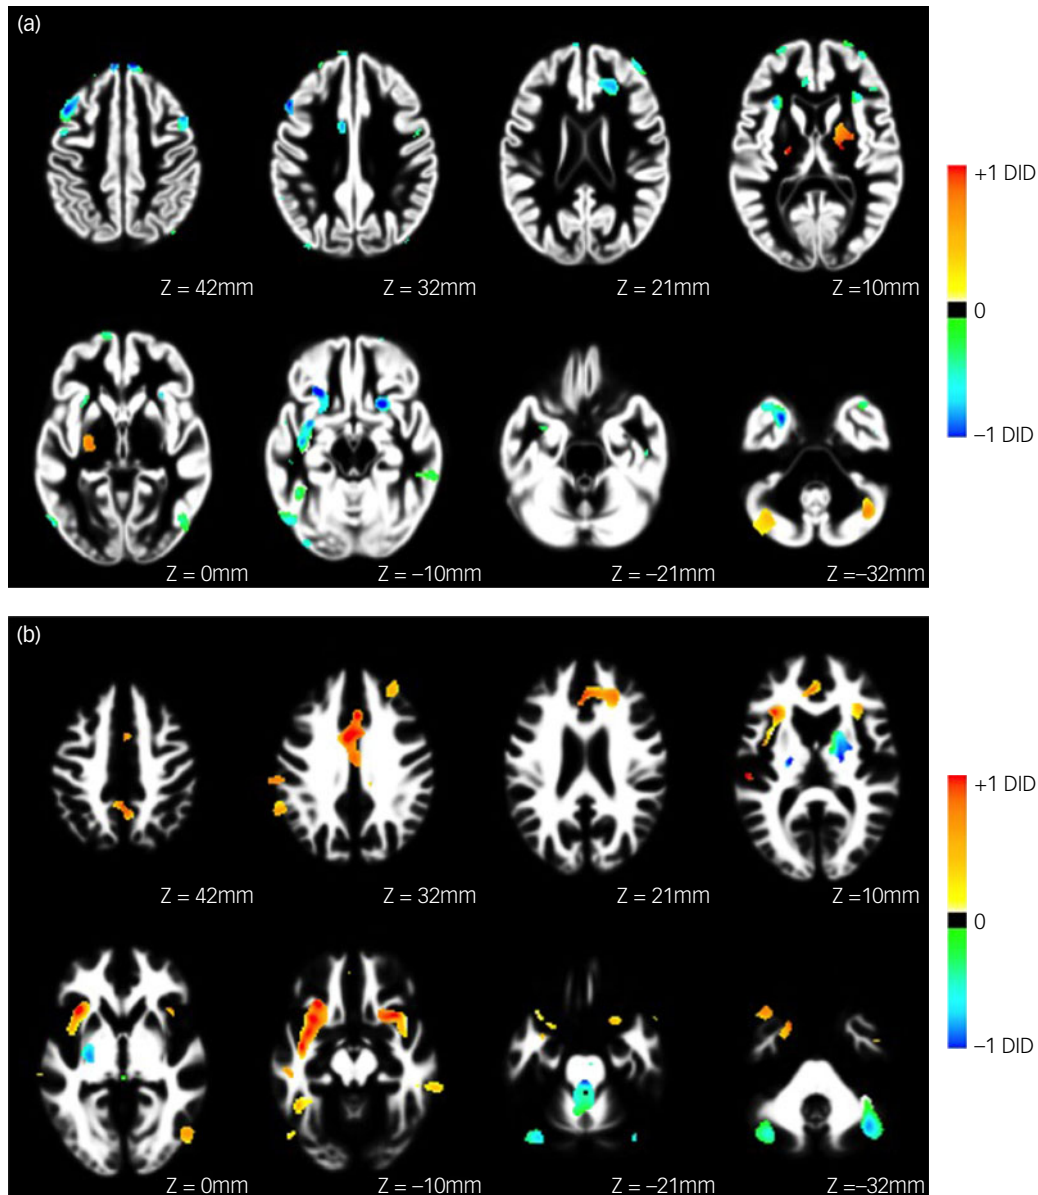 (a)
Z = 42mm
Z = 32mm
Z = 21mm
Z =10mm
Z = 0mm
Z = –10mm
Z = –21mm
Z =–32mm
+1 DID
0
–1 DID
(b)
Z = 42mm
Z = 32mm
Z = 21mm
Z =10mm
Z = 0mm
Z = –10mm
Z = –21mm
Z =–32mm
+1 DID
0
–1 DID